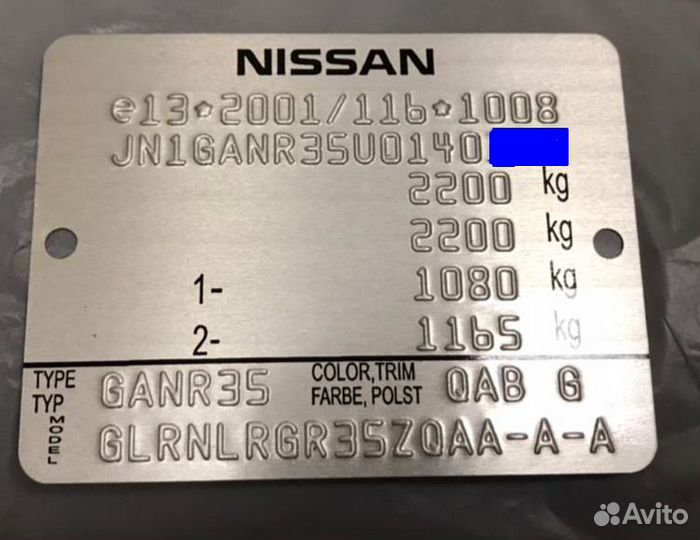 NISSAN
e13*2001/116*1008
JN1GANR35U0140
2200 kg
2200 kg
1- 1080 kg
2- 1165 kg
TYPE TYP GANR35 COLOR,TRIM FARBE, POLST QAB G
MODEL GLRNLRGR35ZQAA-A-A
Avito